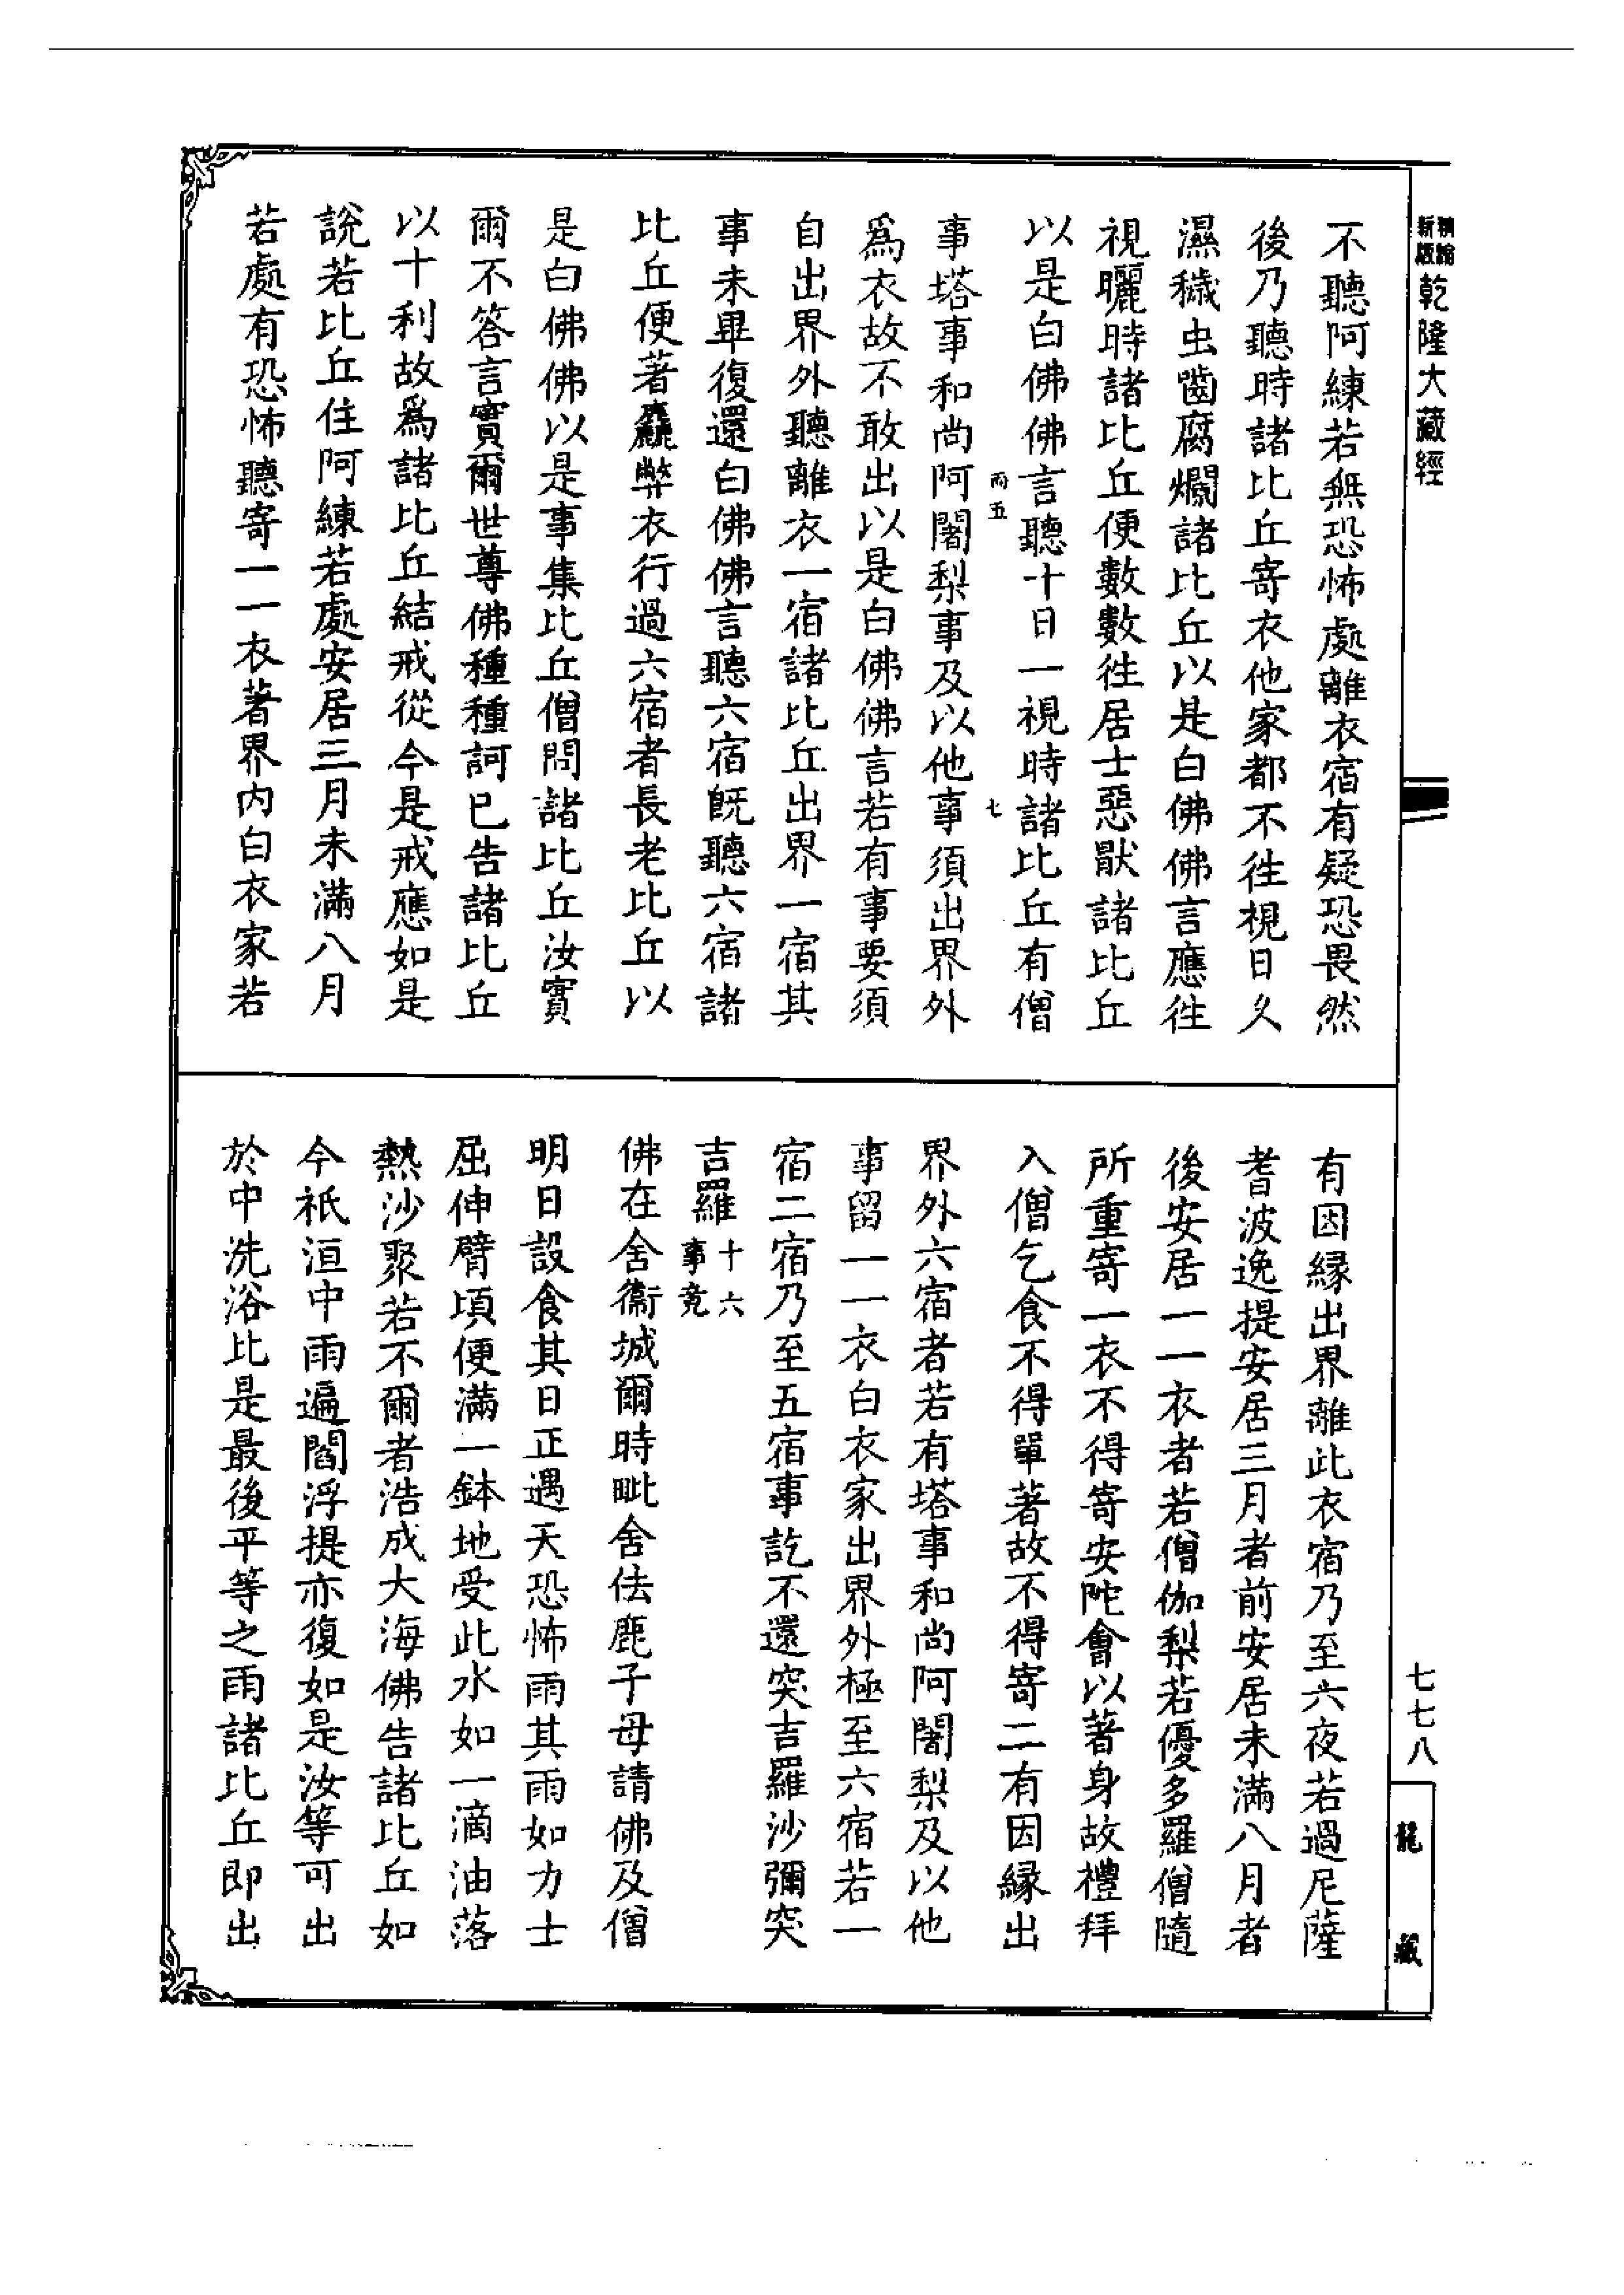 精綸新版乾隆大藏經
不聽阿練若無恐怖處離衣宿有疑恐畏然
後乃聽時諸比丘寄衣他家都不徃視日久
濕穢虫嚙腐爛諸比丘以是白佛佛言應徃
視曬時諸比丘便數數徃居士惡猒諸比丘
以是白佛佛言聽十日一視時諸比丘有僧
丙五 七
事塔事和尚阿闍梨事及以他事須出界外
爲衣故不敢出以是白佛佛言若有事要須
自出界外聽離衣一宿諸比丘出界一宿其
事未畢復還白佛佛言聽六宿旣聽六宿諸
比丘便著麤弊衣行過六宿者長老比丘以
是白佛佛以是事集比丘僧問諸比丘汝實
爾不答言實爾世尊佛種種訶已告諸比丘
以十利故爲諸比丘結戒從今是戒應如是
說若比丘住阿練若處安居三月未滿八月
若處有恐怖聽寄一一衣著界内白衣家若
有因縁出界離此衣宿乃至六夜若過尼薩
耆波逸提安居三月者前安居未滿八月者
後安居一一衣者若僧伽梨若優多羅僧隨
所重寄一衣不得寄安陀會以著身故禮拜
入僧乞食不得單著故不得寄二有因縁出
界外六宿者若有塔事和尚阿闍梨及以他
事留一一衣白衣家出界外極至六宿若一
宿二宿乃至五宿事訖不還突吉羅沙彌突
吉羅十六事竟
佛在舍衞城爾時毗舍佉鹿子母請佛及僧
明日設食其日正遇天恐怖雨其雨如力士
屈伸臂頃便滿一鉢地受此水如一滴油落
熱沙聚若不爾者浩成大海佛告諸比丘如
今祇洹中雨遍閻浮提亦復如是汝等可出
於中洗浴比是最後平等之雨諸比丘即出
七七八
龍藏